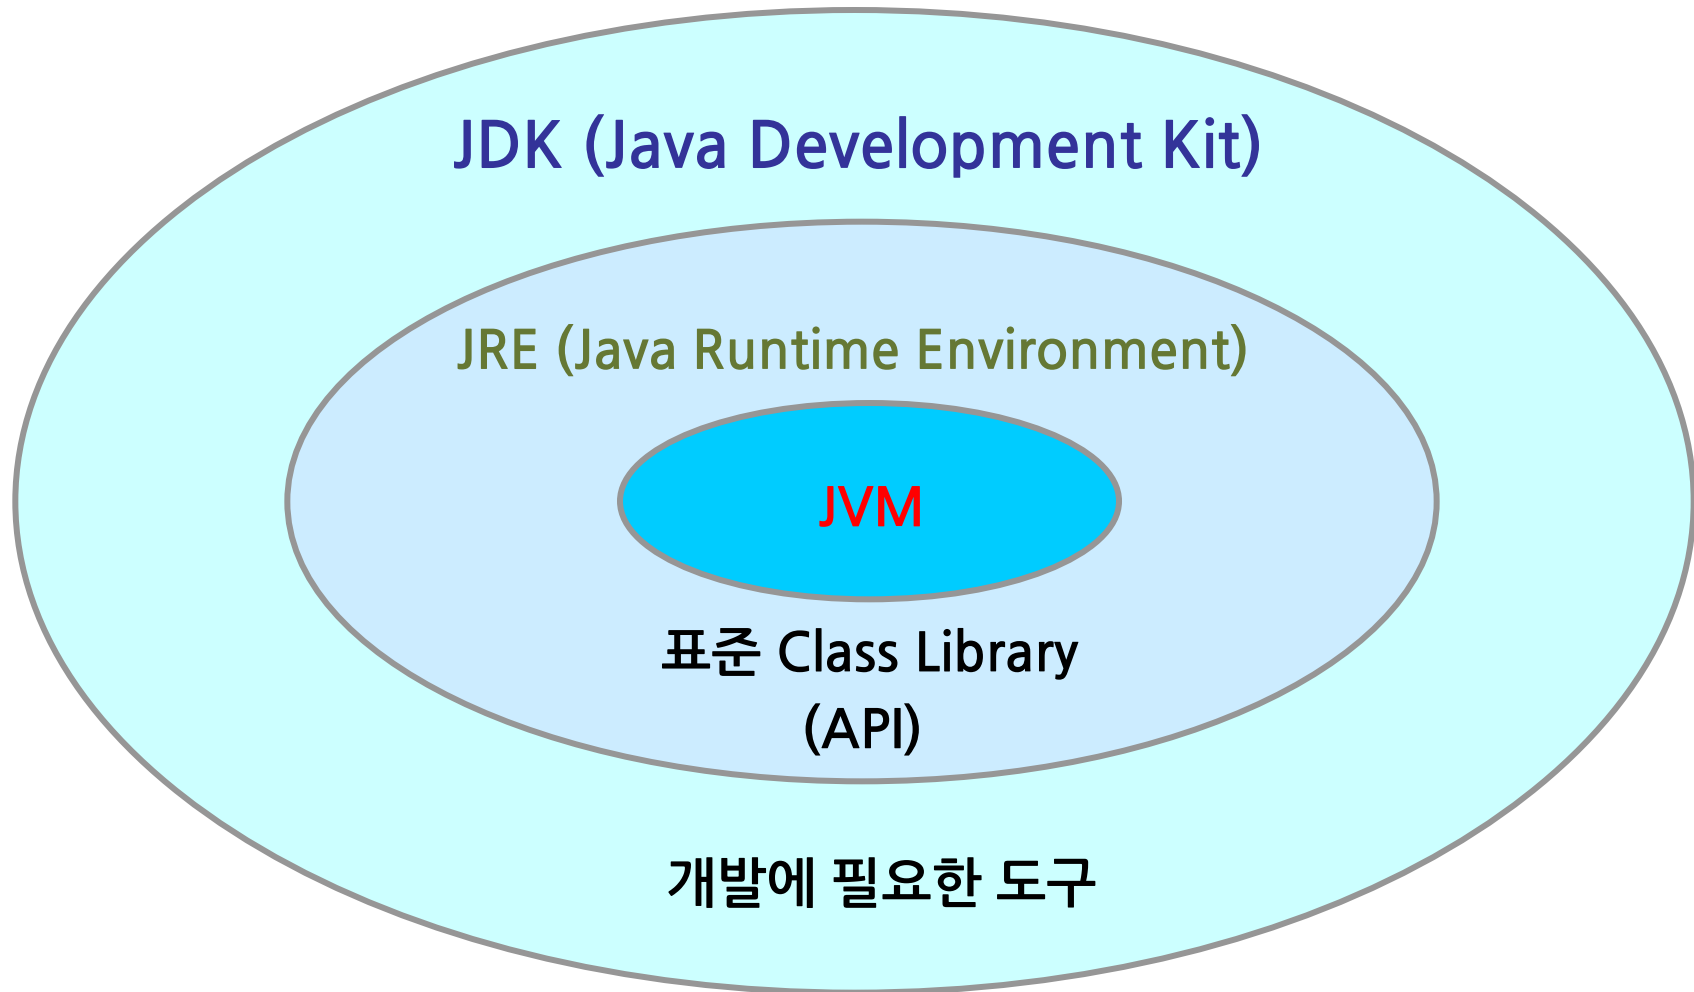 JDK (Java Development Kit)
JRE (Java Runtime Environment)
JVM
표준 Class Library
(API)
개발에 필요한 도구